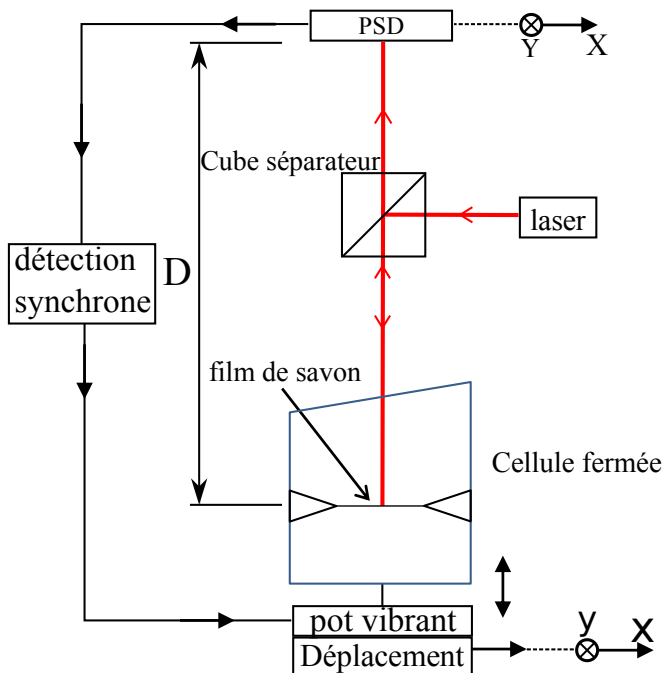 PSD
Y
X
Cube séparateur
laser
détection
synchrone
D
film de savon
Cellule fermée
pot vibrant
Déplacement
y
x